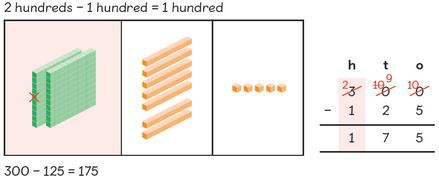 2 hundreds – 1 hundred = 1 hundred
h t o
2 10 9 10
3 0 0
– 1 2 5
1 7 5
300 – 125 = 175